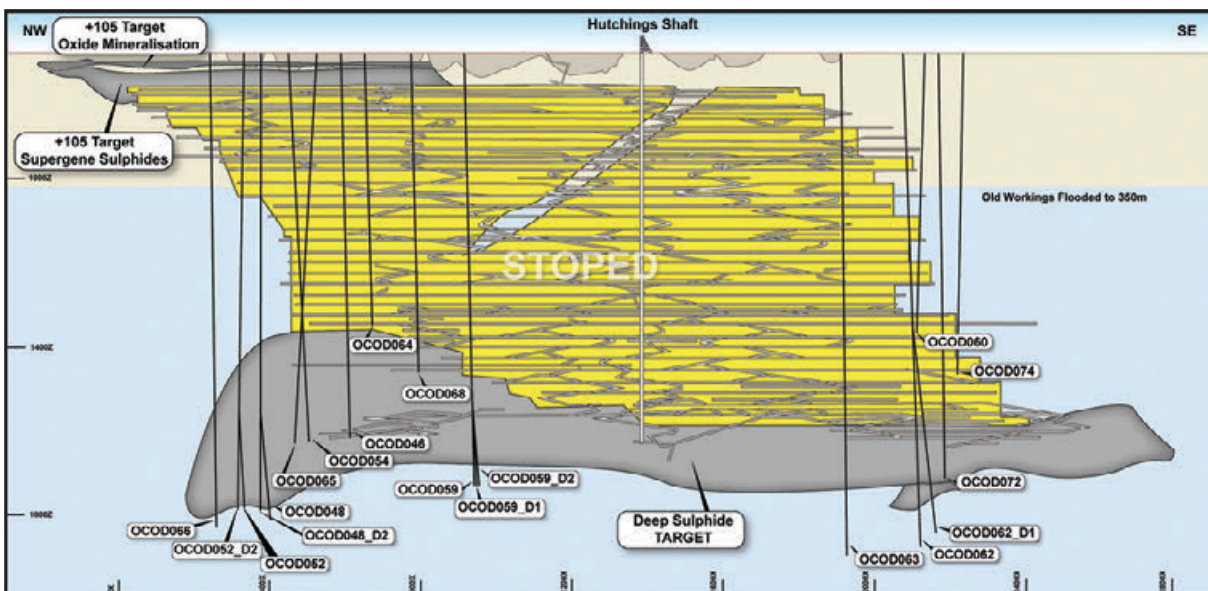 NW
+105 Target
Oxide Mineralisation
Hutchings Shaft
SE
+105 Target
Supergene Sulphides
Old Workings Flooded to 350m
STOPED
1400Z
OCOD064
OCOD060
OCOD074
OCOD068
OCOD046
OCOD054
OCOD065
OCOD059_D2
OCOD059
OCOD059_D1
OCOD072
OCOD048
OCOD066
OCOD048_D2
OCOD052_D2
OCOD052
Deep Sulphide
TARGET
OCOD062_D1
OCOD062
OCOD063